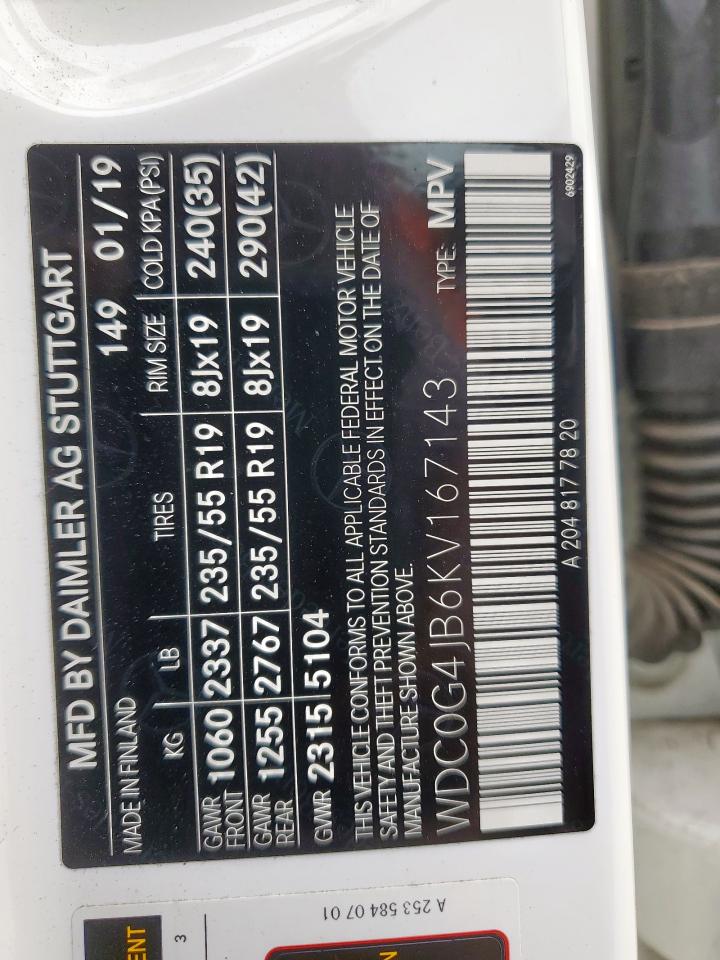 MFD BY DAIMLER AG STUTTGART
MADE IN FINLAND 149 01/19
KG LB TIRES RIM SIZE COLD KPA(PSI)
GAWR FRONT 1060 2337 235/55 R19 8Jx19 240(35)
GAWR REAR 1255 2767 235/55 R19 8Jx19 290(42)
GVWR 2315 5104
THIS VEHICLE CONFORMS TO ALL APPLICABLE FEDERAL MOTOR VEHICLE
SAFETY AND THEFT PREVENTION STANDARDS IN EFFECT ON THE DATE OF
MANUFACTURE SHOWN ABOVE.
WDC0G4JB6KV167143 TYPE: MPV
A 204 817 78 20
6902429
A 253 584 07 01
3